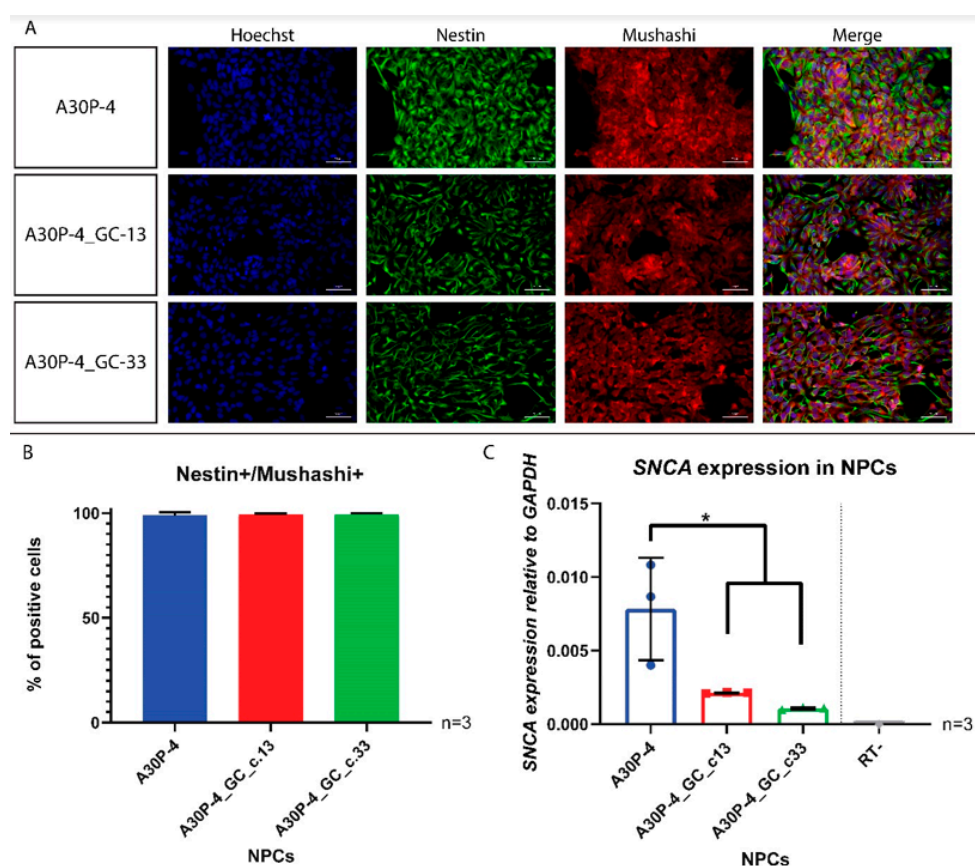 A
Hoechst
Nestin
Mushashi
Merge
A30P-4
A30P-4_GC-13
A30P-4_GC-33
B
Nestin+/Mushashi+
% of positive cells
100
50
0
A30P-4
A30P-4_GC_c.13
A30P-4_GC_c.33
n=3
NPCs
C
SNCA expression in NPCs
SNCA expression relative to GAPDH
0.015
0.010
0.005
0.000
*
A30P-4
A30P-4_GC_c13
A30P-4_GC_c33
RT-
n=3
NPCs